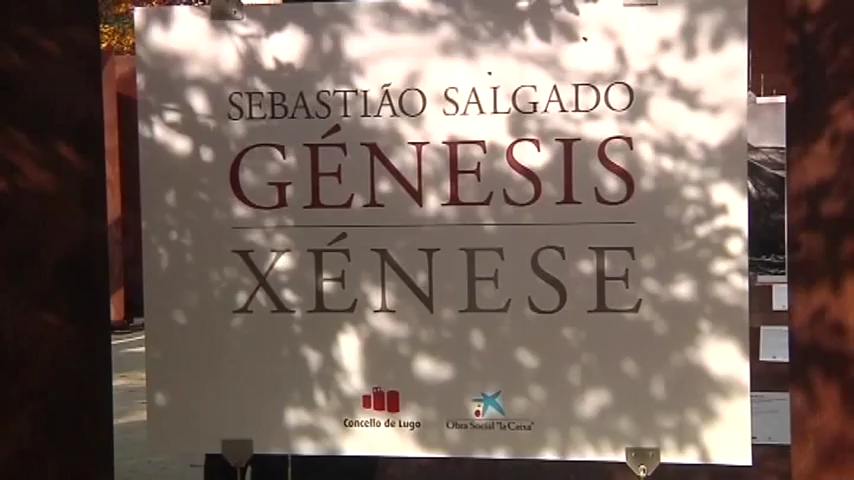 SEBASTIÃO SALGADO
GÉNESIS
XÉNESE
Concello de Lugo
Obra Social "la Caixa"